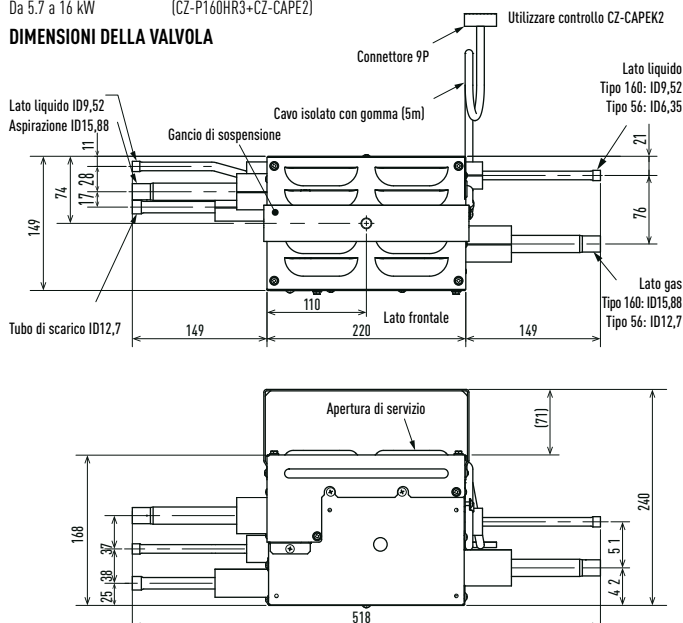 Da 5.7 a 16 kW (CZ-P160HR3+CZ-CAPE2)
DIMENSIONI DELLA VALVOLA
Utilizzare controllo CZ-CAPEK2
Connettore 9P
Lato liquido
Tipo 160: ID9,52
Tipo 56: ID6,35
Cavo isolato con gomma (5m)
Lato liquido ID9,52
Aspirazione ID15,88
Gancio di sospensione
11
28
17
74
149
21
76
110
Lato frontale
Lato gas
Tipo 160: ID15,88
Tipo 56: ID12,7
Tubo di scarico ID12,7
149
220
149
Apertura di servizio
(71)
240
168
37
38
25
5 1
4 2
518